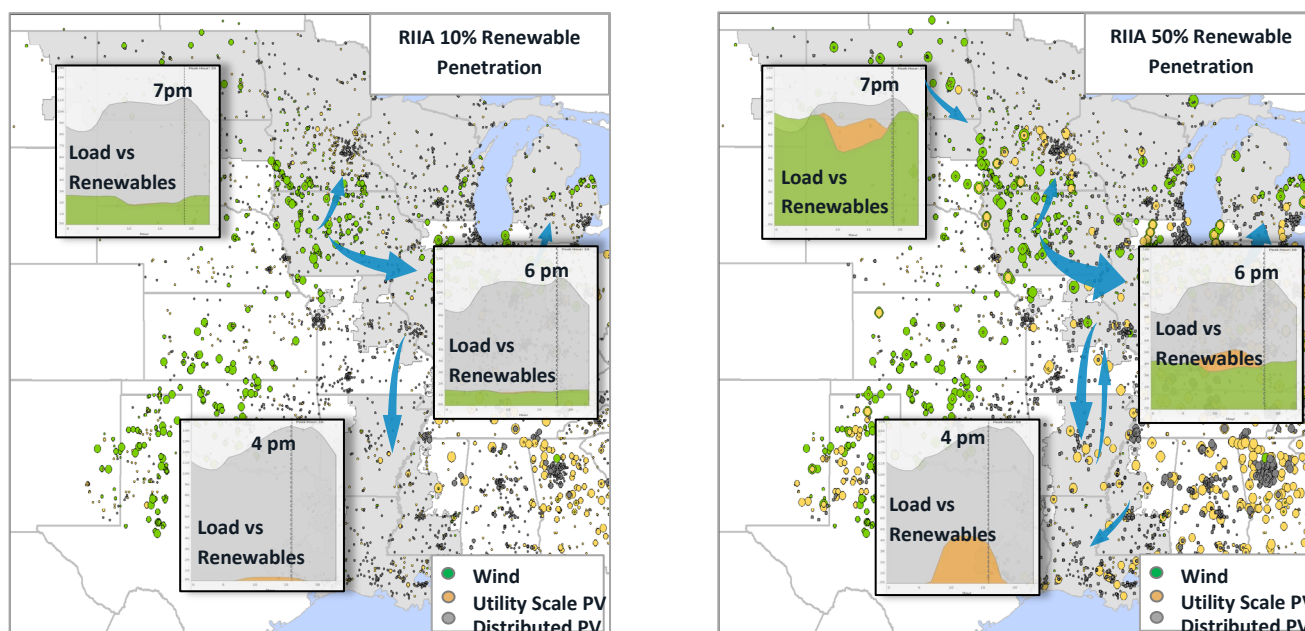 RIIA 10% Renewable
Penetration
7pm
Load vs
Renewables
6 pm
Load vs
Renewables
4 pm
Load vs
Renewables
Wind
Utility Scale PV
Distributed PV
RIIA 50% Renewable
Penetration
7pm
Load vs
Renewables
6 pm
Load vs
Renewables
4 pm
Load vs
Renewables
Wind
Utility Scale PV
Distributed PV